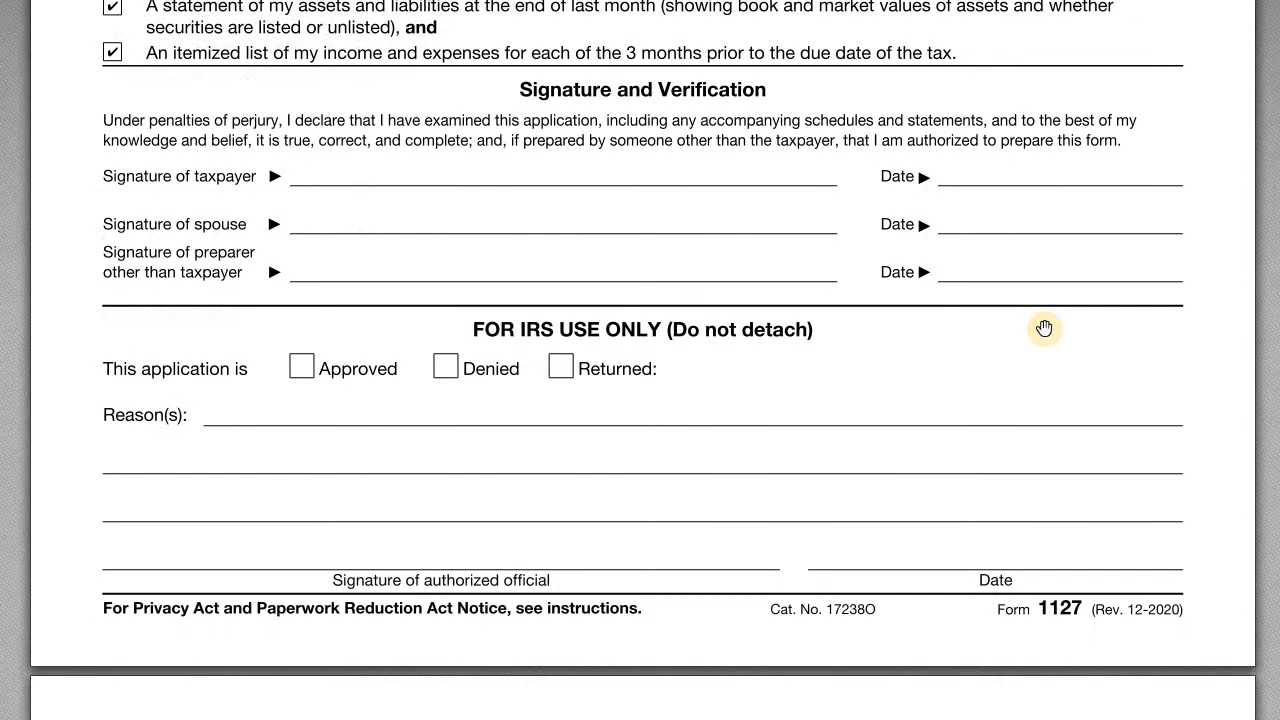 ✔ A statement of my assets and liabilities at the end of last month (showing book and market values of assets and whether
securities are listed or unlisted), and
✔ An itemized list of my income and expenses for each of the 3 months prior to the due date of the tax.
Signature and Verification
Under penalties of perjury, I declare that I have examined this application, including any accompanying schedules and statements, and to the best of my
knowledge and belief, it is true, correct, and complete; and, if prepared by someone other than the taxpayer, that I am authorized to prepare this form.
Signature of taxpayer ▶ Date ▶
Signature of spouse ▶ Date ▶
Signature of preparer
other than taxpayer ▶ Date ▶
FOR IRS USE ONLY (Do not detach)
This application is Approved Denied Returned:
Reason(s):
Signature of authorized official Date
For Privacy Act and Paperwork Reduction Act Notice, see instructions. Cat. No. 17238O Form 1127 (Rev. 12-2020)